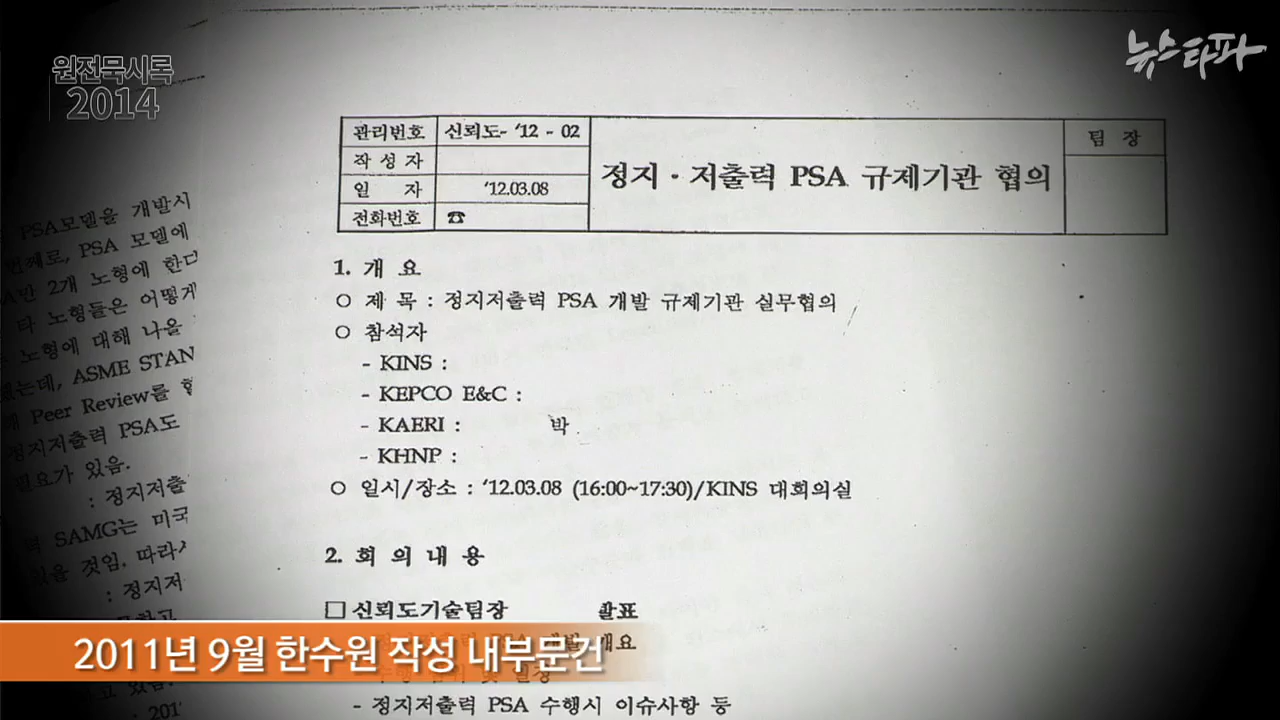 원전묵시록
2014
뉴스타파
관리번호 신뢰도- '12 - 02
작 성 자
일 자 '12.03.08
전화번호 ☎
정지 · 저출력 PSA 규제기관 협의
팀 장
1. 개 요
○ 제 목 : 정지저출력 PSA 개발 규제기관 실무협의
○ 참석자
- KINS :
- KEPCO E&C :
- KAERI : 박
- KHNP :
○ 일시/장소 : '12.03.08 (16:00~17:30)/KINS 대회의실
2. 회 의 내 용
□ 신뢰도기술팀장 발표
개요
- 정지저출력 PSA 수행시 이슈사항 등
PSA모델을 개발시
번째로, PSA 모델에
2개 노형에
타 노형들은 어떻게
노형에 대해 나올
ASME STAN
Peer Review를
정지저출력 PSA도
필요가 있음.
: 정지저출
SAMG는 미국
것임. 따라서
: 정지저
2011년 9월 한수원 작성 내부문건